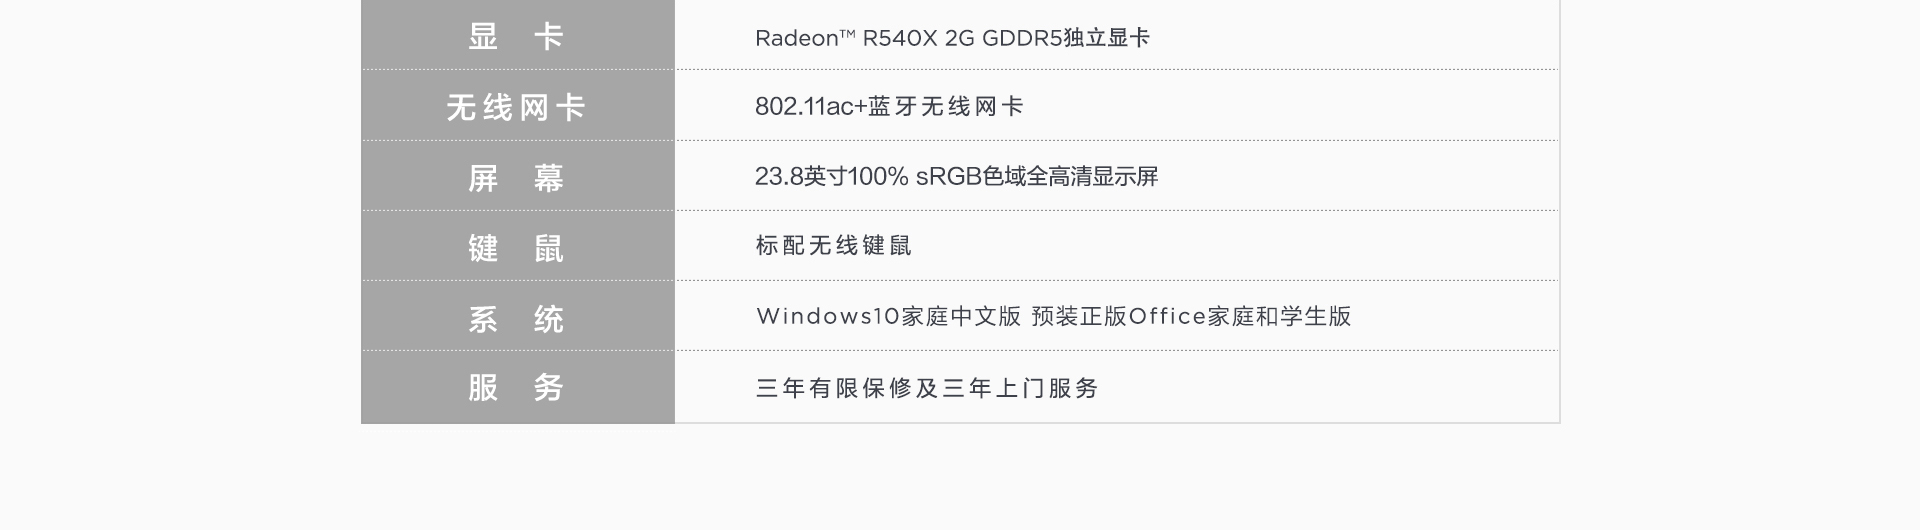 显 卡 Radeon™ R540X 2G GDDR5独立显卡
无线网卡 802.11ac+蓝牙无线网卡
屏 幕 23.8英寸100% sRGB色域全高清显示屏
键 鼠 标配无线键鼠
系 统 Windows10家庭中文版 预装正版Office家庭和学生版
服 务 三年有限保修及三年上门服务